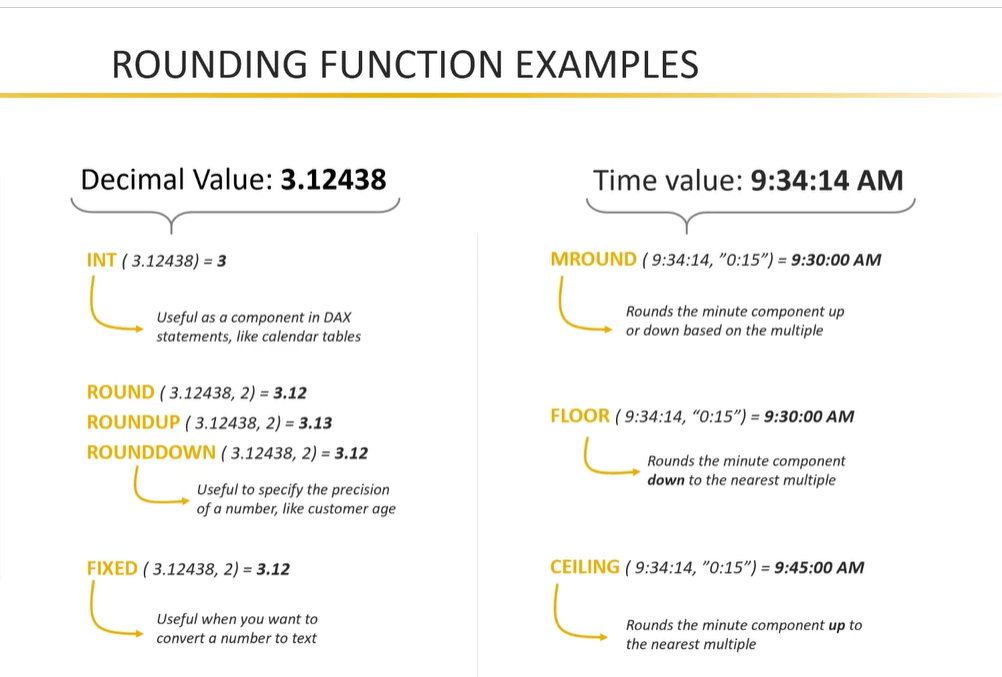 ROUNDING FUNCTION EXAMPLES
Decimal Value: 3.12438
INT ( 3.12438) = 3
Useful as a component in DAX
statements, like calendar tables
ROUND ( 3.12438, 2) = 3.12
ROUNDUP ( 3.12438, 2) = 3.13
ROUNDDOWN ( 3.12438, 2) = 3.12
Useful to specify the precision
of a number, like customer age
FIXED ( 3.12438, 2) = 3.12
Useful when you want to
convert a number to text
Time value: 9:34:14 AM
MROUND ( 9:34:14, ”0:15”) = 9:30:00 AM
Rounds the minute component up
or down based on the multiple
FLOOR ( 9:34:14, “0:15”) = 9:30:00 AM
Rounds the minute component
down to the nearest multiple
CEILING ( 9:34:14, ”0:15”) = 9:45:00 AM
Rounds the minute component up to
the nearest multiple